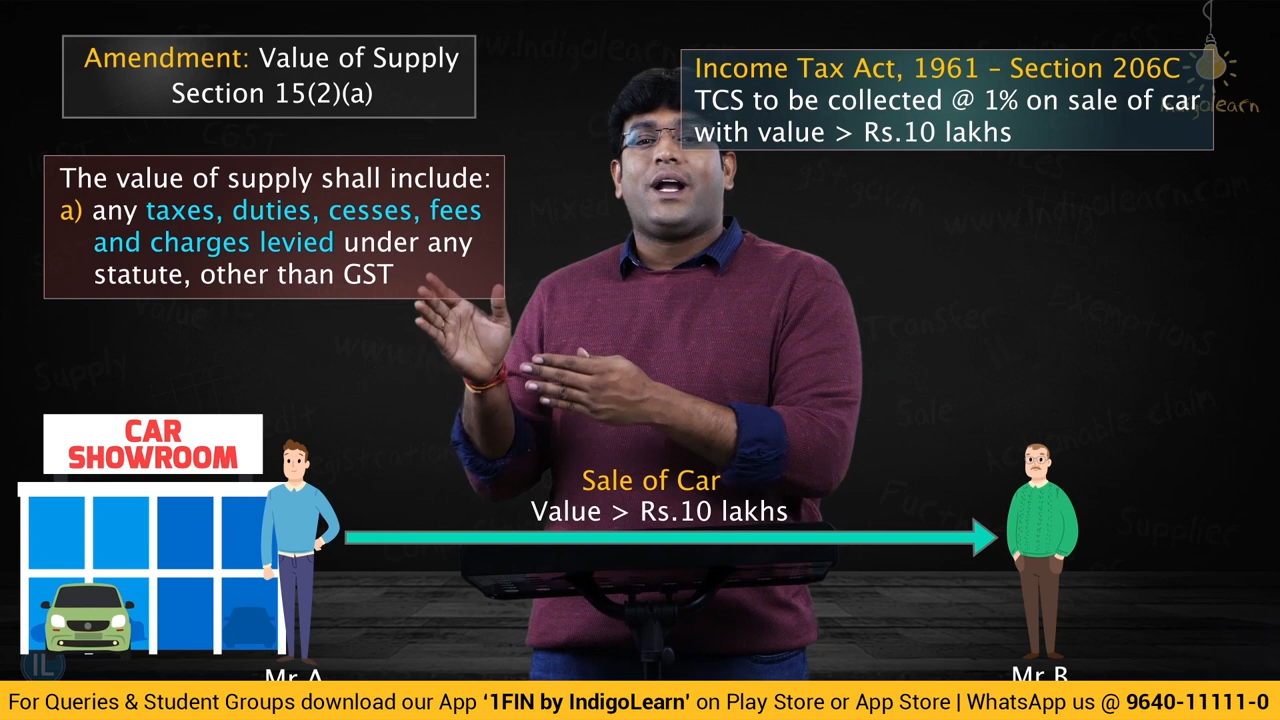 Amendment: Value of Supply
Section 15(2)(a)
Income Tax Act, 1961 – Section 206C
TCS to be collected @ 1% on sale of car
with value > Rs.10 lakhs
The value of supply shall include:
a) any taxes, duties, cesses, fees
and charges levied under any
statute, other than GST
CAR
SHOWROOM
Sale of Car
Value > Rs.10 lakhs
IL
Mr A
Mr B
For Queries & Student Groups download our App ‘1FIN by IndigoLearn’ on Play Store or App Store | WhatsApp us @ 9640-11111-0